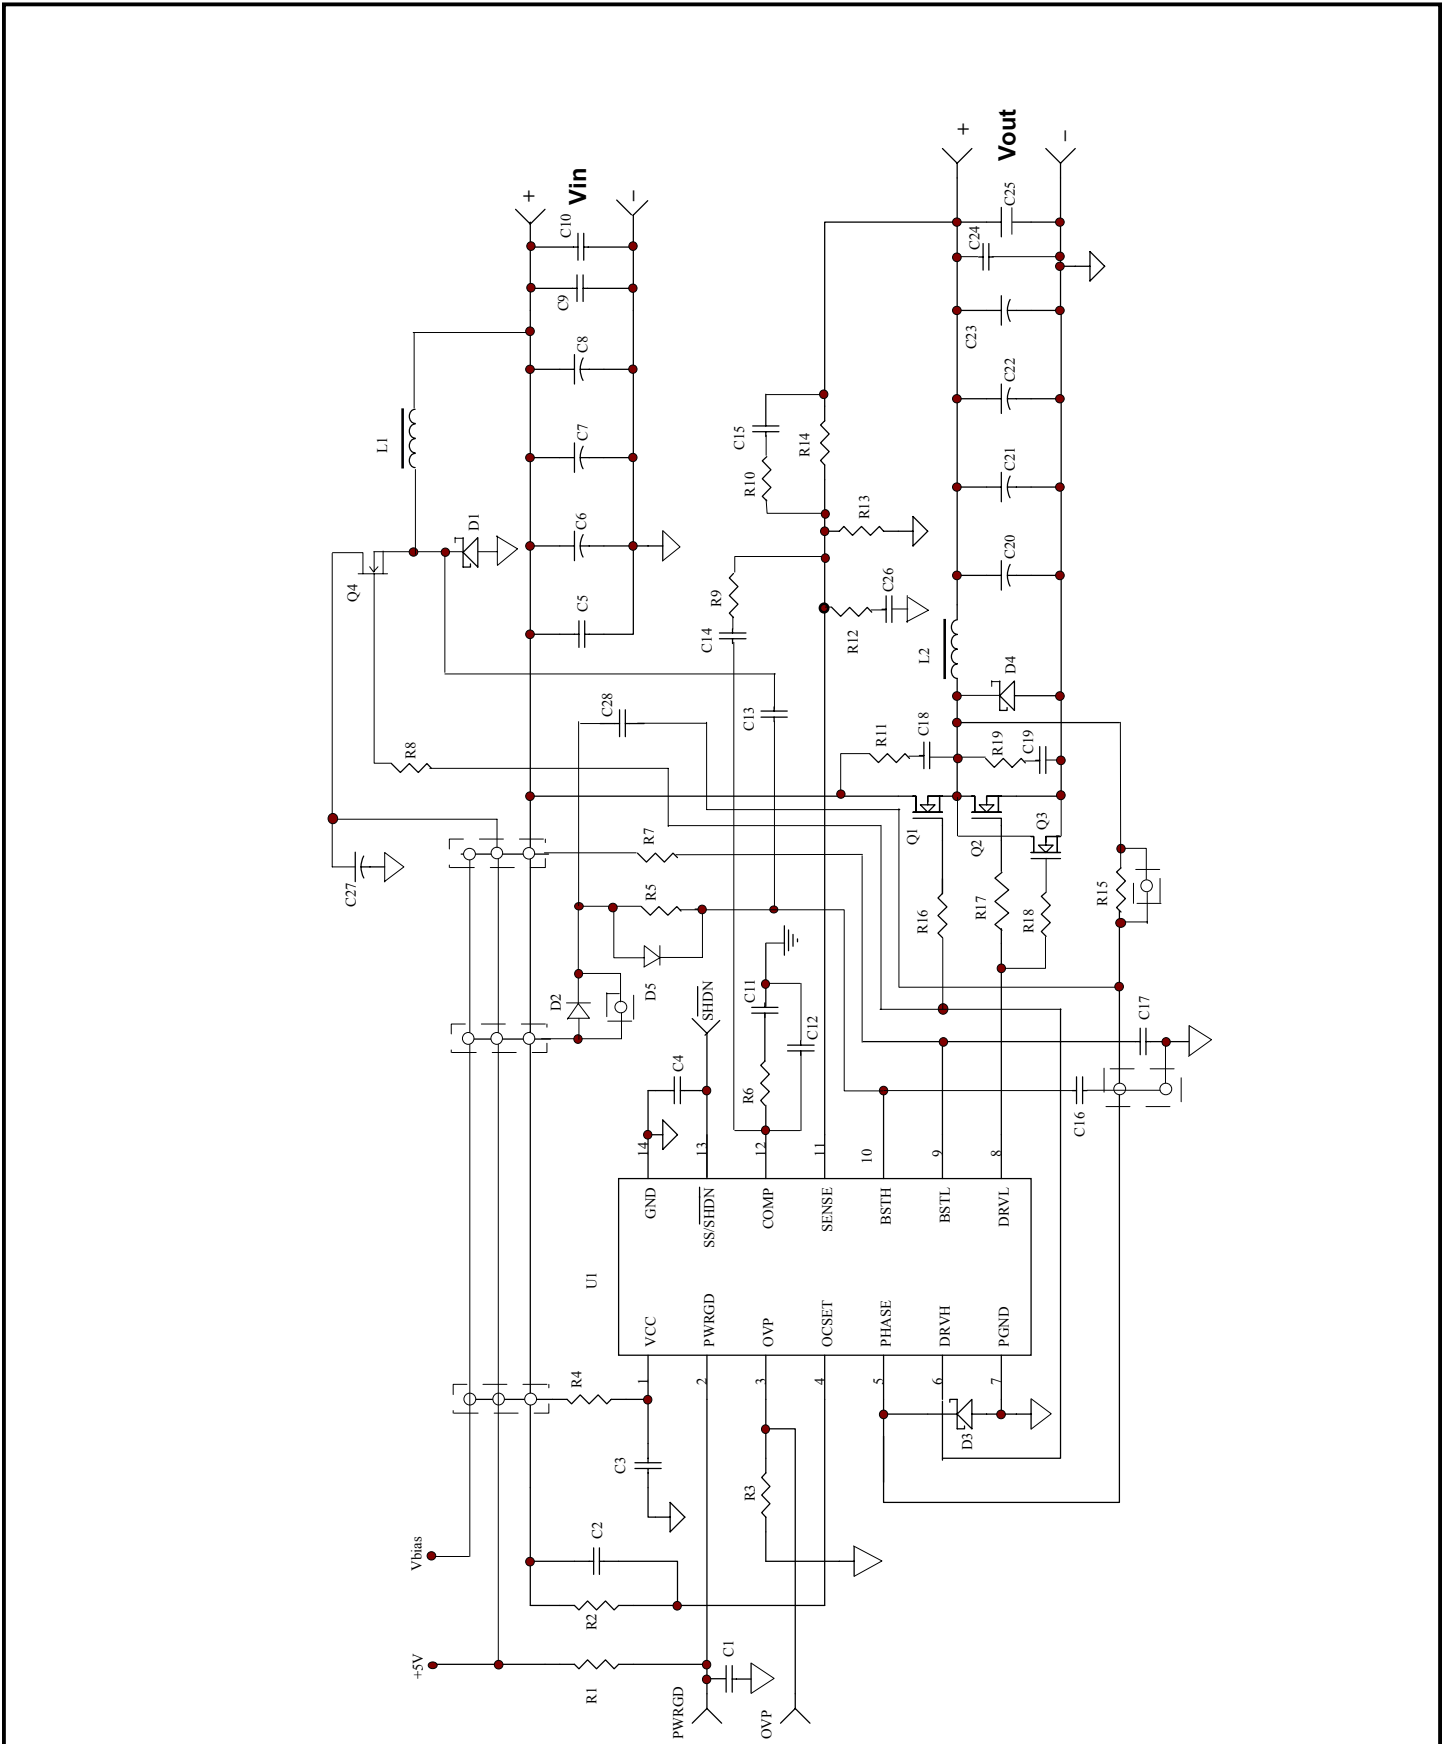 +
Vin
-
C10
C9
C8
C7
C6
C5
L1
D1
Q4
R8
C27
+
Vout
-
C25
C24
C23
C22
C21
C20
C15
R10
R14
R13
R9
C14
C26
R12
L2
D4
C28
C13
R11
C18
R19
C19
Q1
Q2
Q3
R7
R5
R16
R17
R18
R15
D2
D5
SHDN
C11
C12
C4
R6
C17
C16
14
13
12
11
10
9
8
GND
SS/SHDN
COMP
SENSE
BSTH
BSTL
DRVL
U1
VCC
PWRGD
OVP
OCSET
PHASE
DRVH
PGND
1
2
3
4
5
6
7
R4
C3
R3
D3
Vbias
C2
R2
+5V
R1
C1
PWRGD
OVP